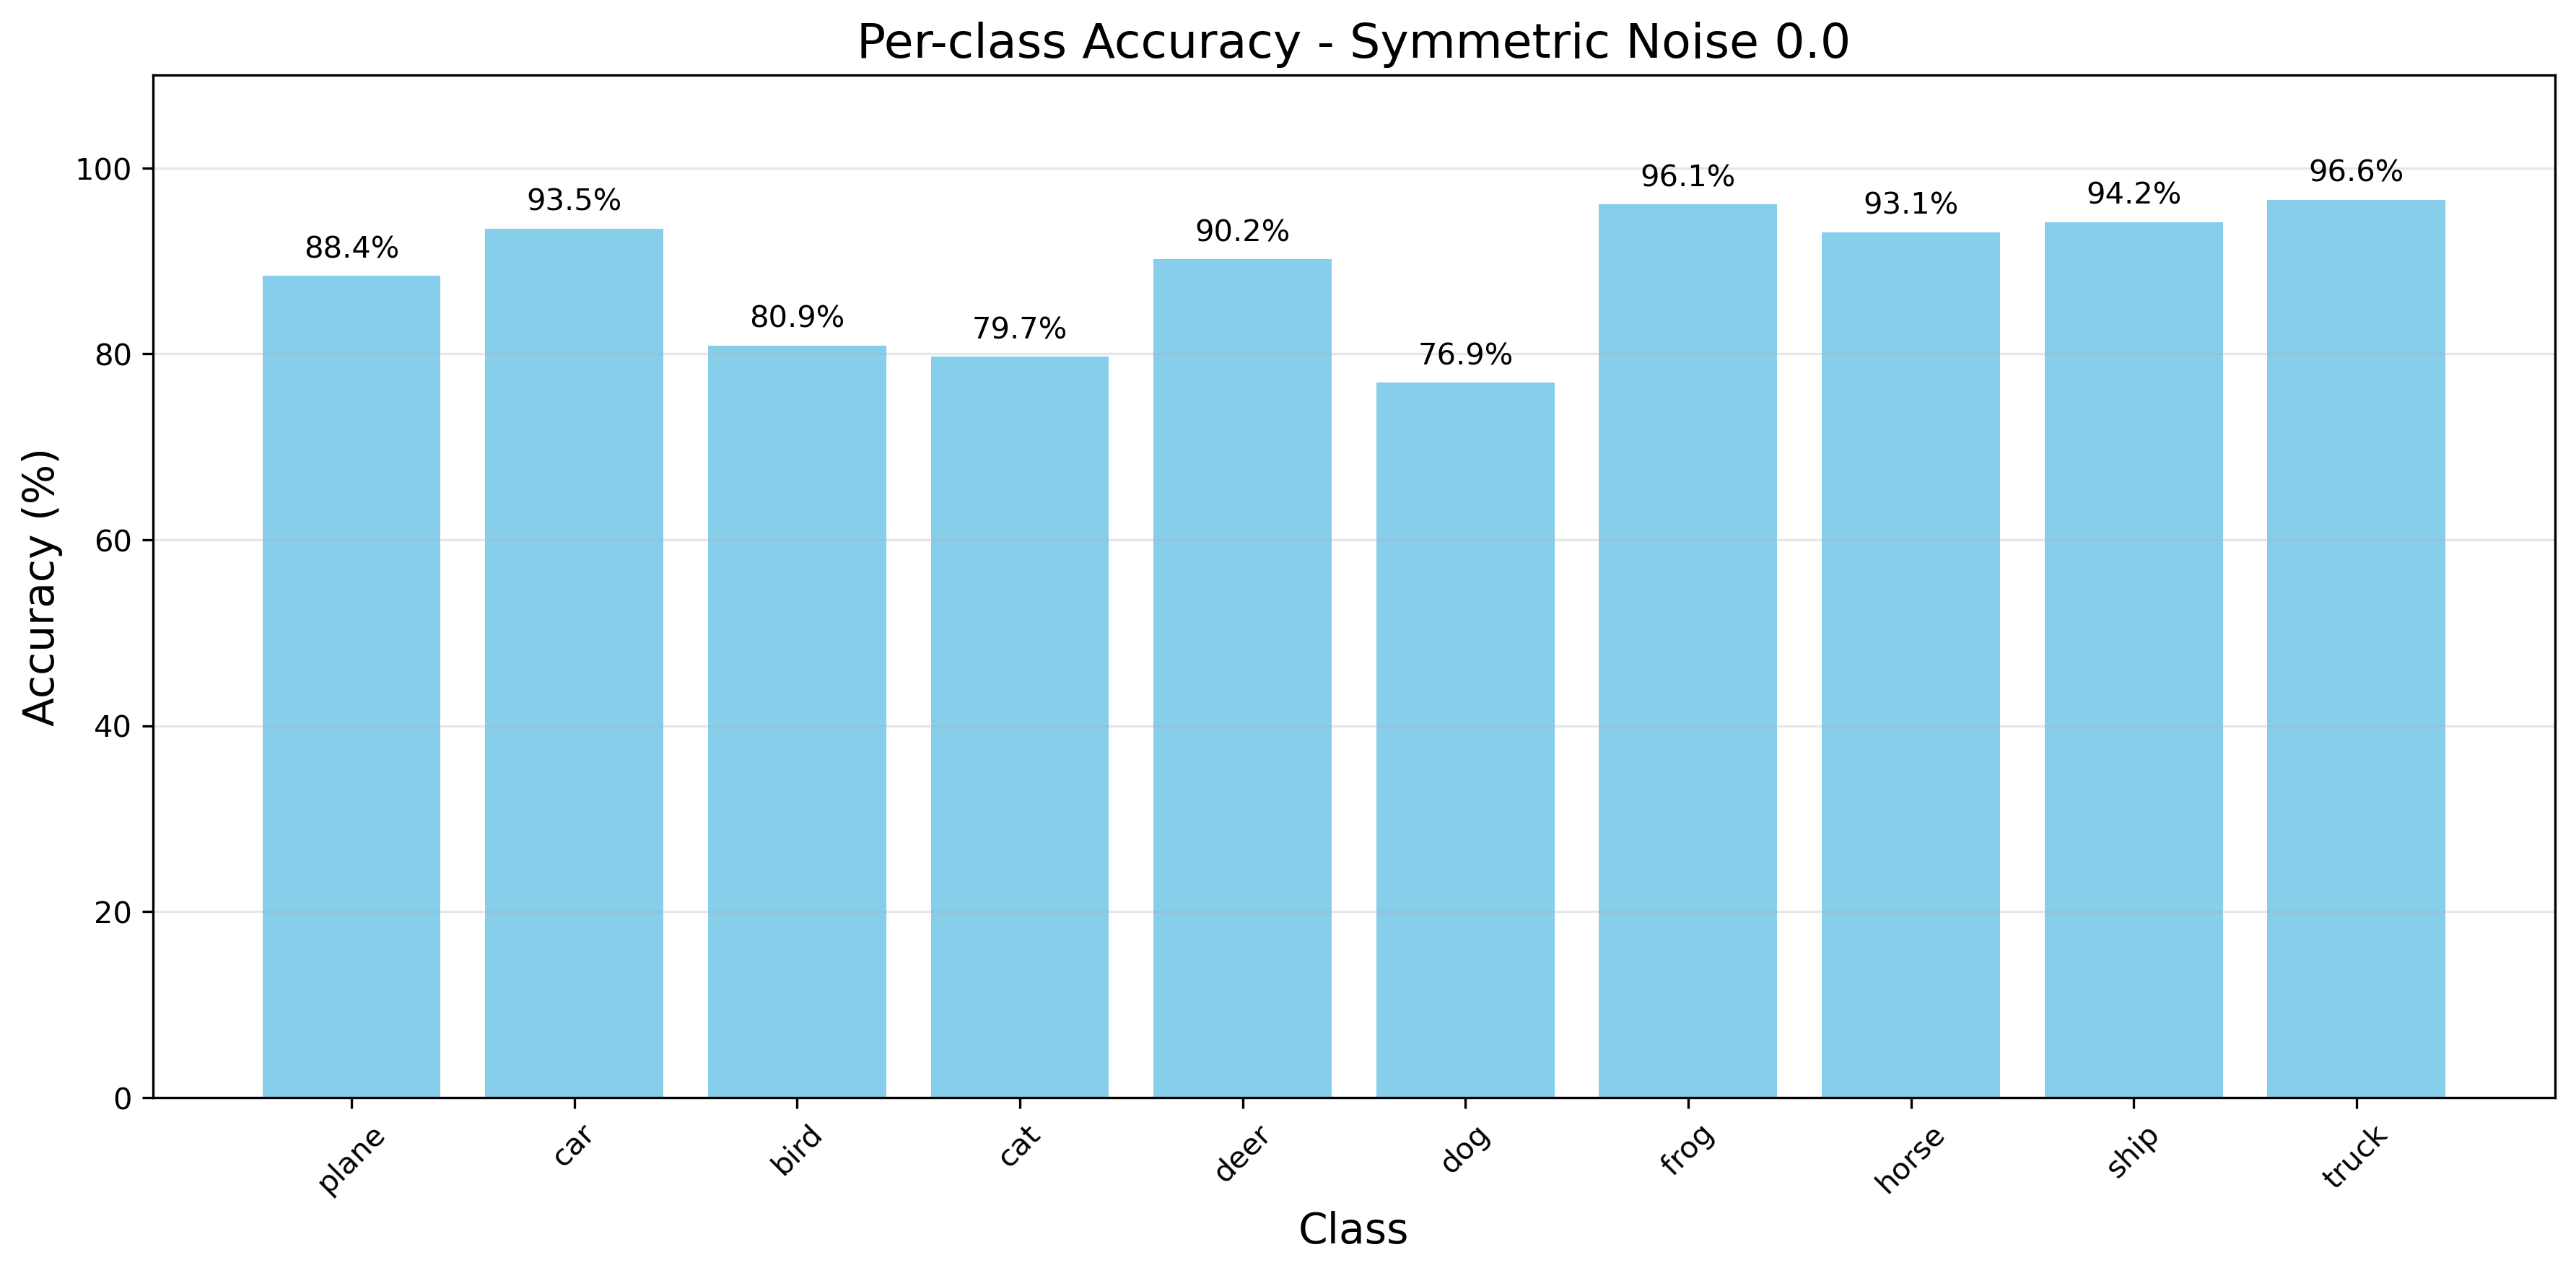 Per-class Accuracy - Symmetric Noise 0.0
Accuracy (%)
100
80
60
40
20
0
88.4%
93.5%
80.9%
79.7%
90.2%
76.9%
96.1%
93.1%
94.2%
96.6%
plane
car
bird
cat
deer
dog
frog
horse
ship
truck
Class